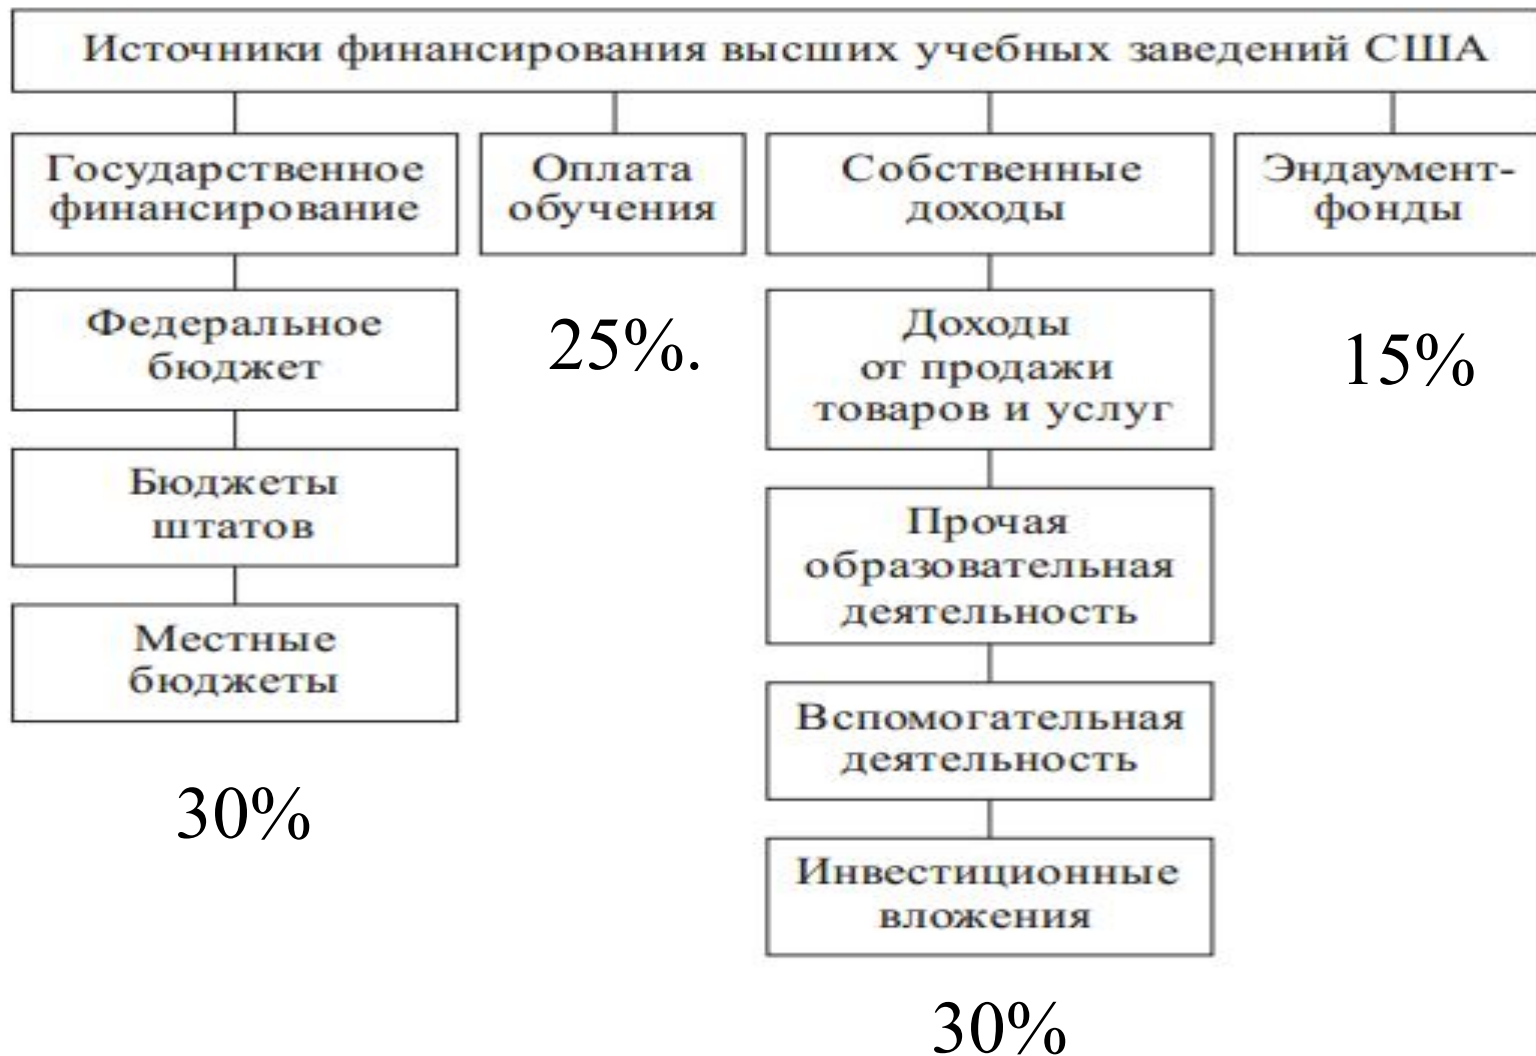 Источники финансирования высших учебных заведений США
Государственное
финансирование
Федеральное
бюджет
Бюджеты
штатов
Местные
бюджеты
30%
Оплата
обучения
25%.
Собственные
доходы
Доходы
от продажи
товаров и услуг
Прочая
образовательная
деятельность
Вспомогательная
деятельность
Инвестиционные
вложения
30%
Эндаумент-
фонды
15%